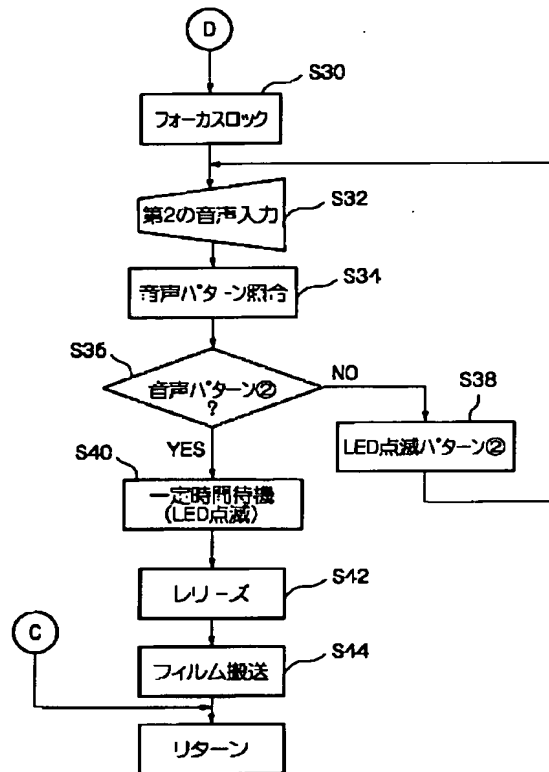 D
S30
フォーカスロック
第2の音声入力
S32
音声パターン照合
S34
S36
音声パターン②
?
NO
S38
LED点滅パターン②
YES
S40
一定時間待機
(LED点滅)
レリーズ
S42
C
フィルム搬送
S44
リターン